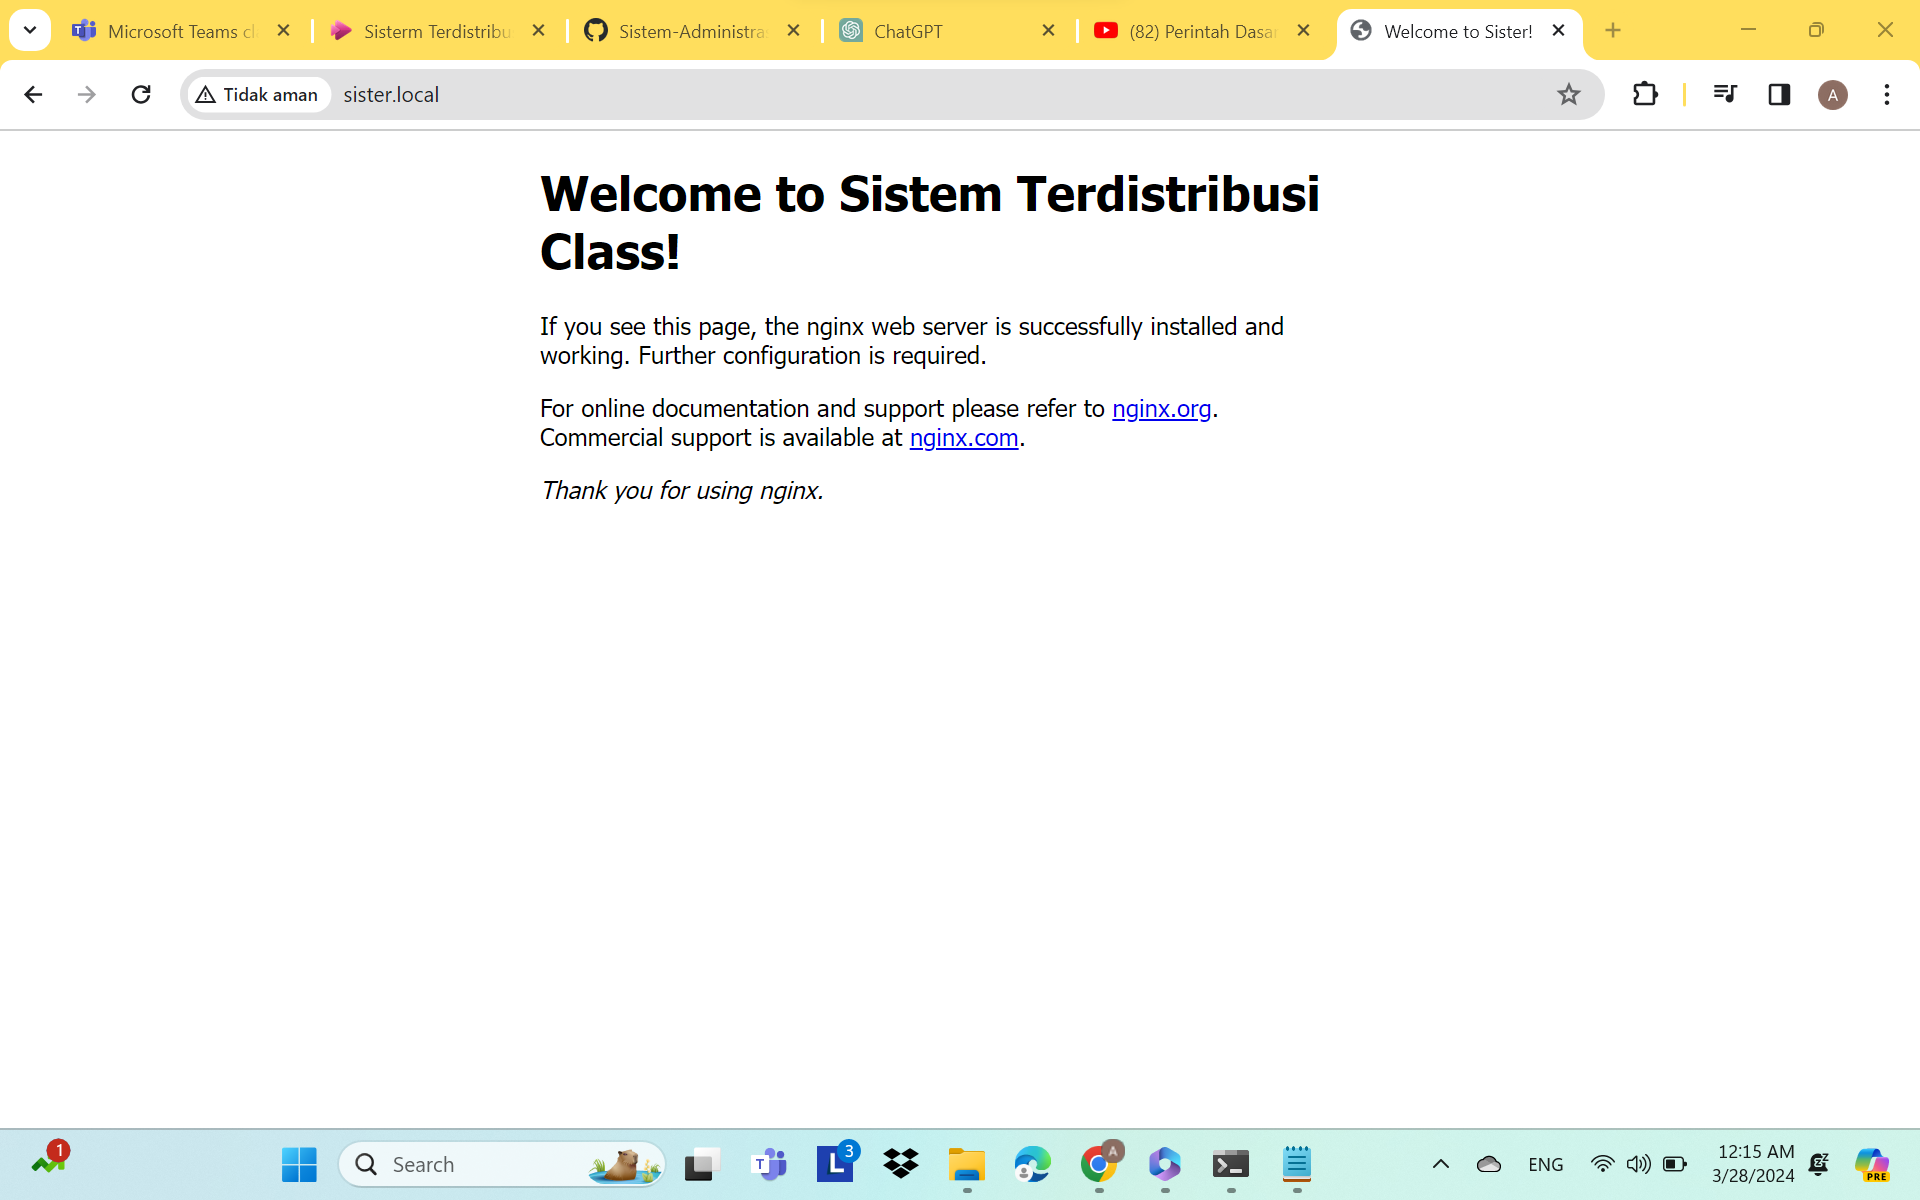 Microsoft Teams cl
Sisterm Terdistribu
Sistem-Administra
ChatGPT
(82) Perintah Dasar
Welcome to Sister!
Tidak aman
sister.local
A
Welcome to Sistem Terdistribusi
Class!
If you see this page, the nginx web server is successfully installed and
working. Further configuration is required.
For online documentation and support please refer to nginx.org.
Commercial support is available at nginx.com.
Thank you for using nginx.
1
Search
T
L
3
A
ENG
12:15 AM
3/28/2024
PRE